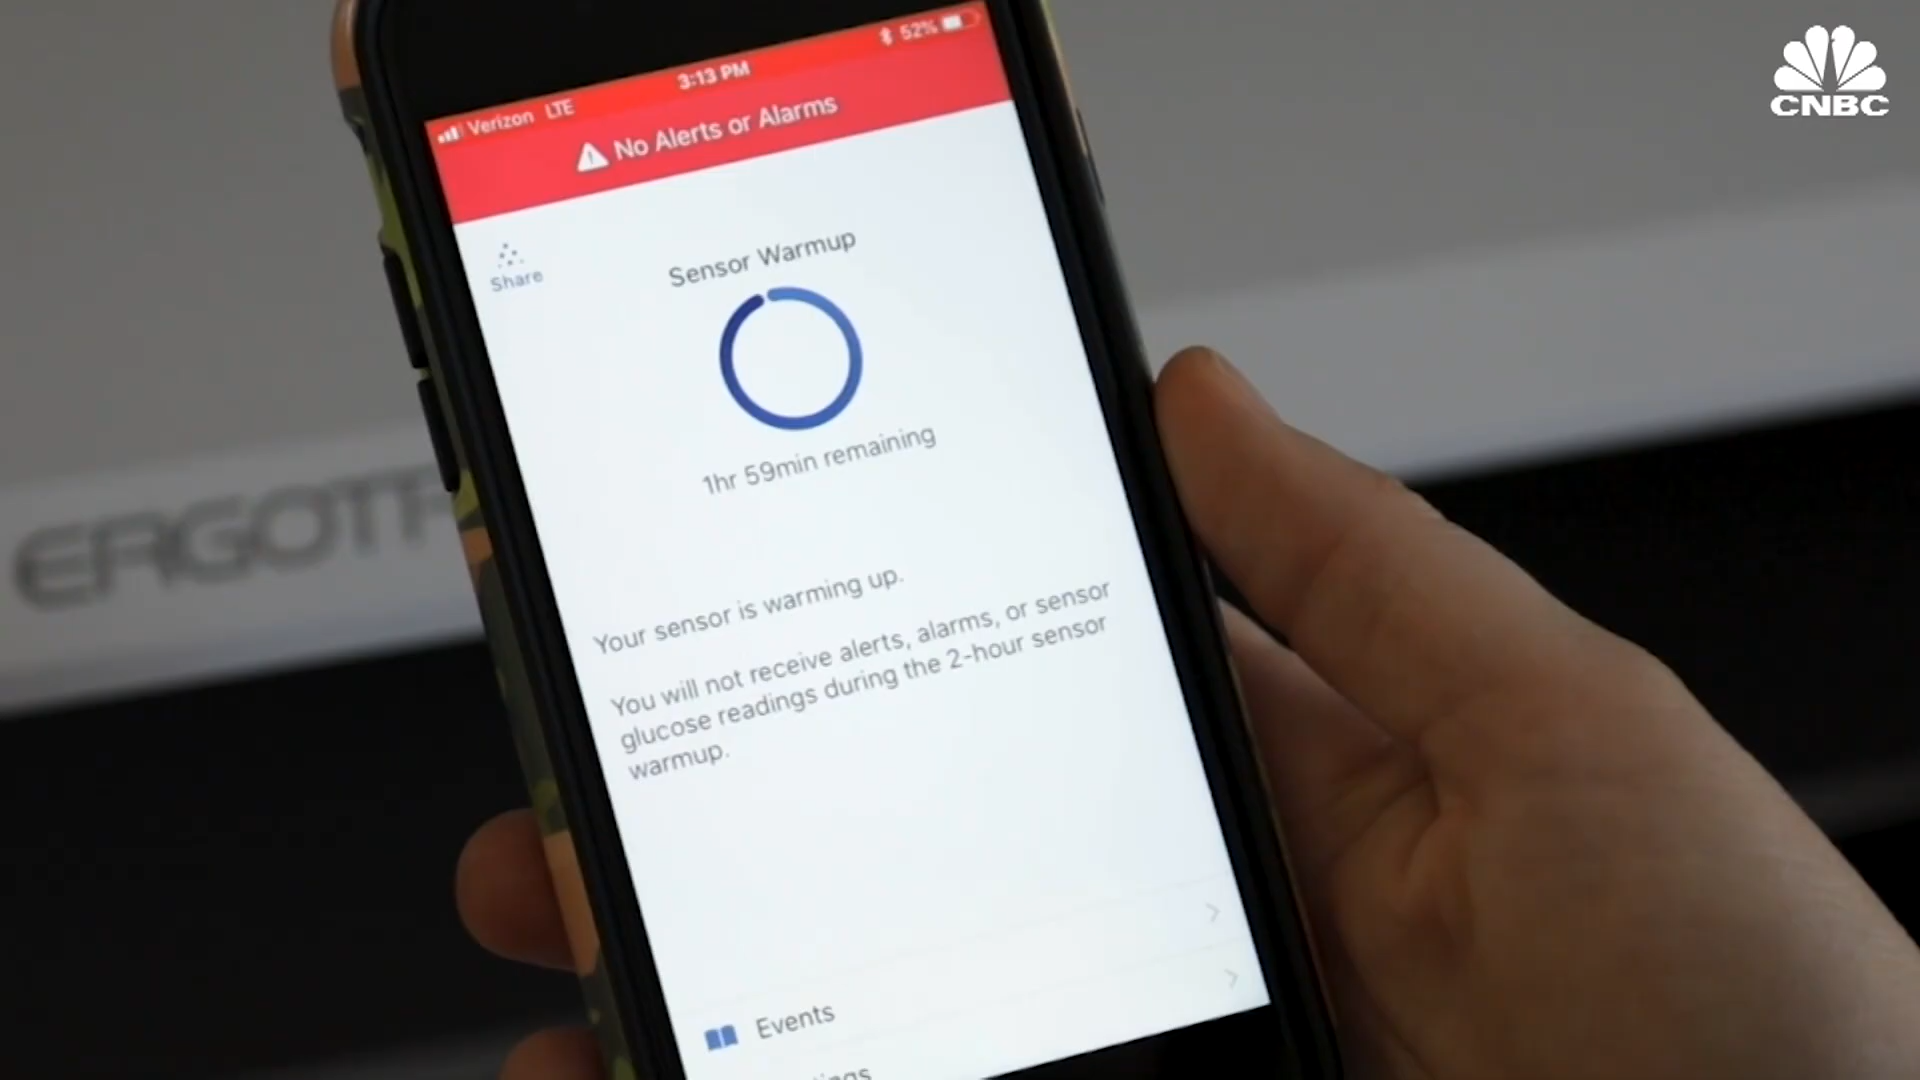 CNBC
Verizon LTE
3:13 PM
52%
No Alerts or Alarms
Share
Sensor Warmup
1hr 59min remaining
Your sensor is warming up.
You will not receive alerts, alarms, or sensor
glucose readings during the 2-hour sensor
warmup.
Events